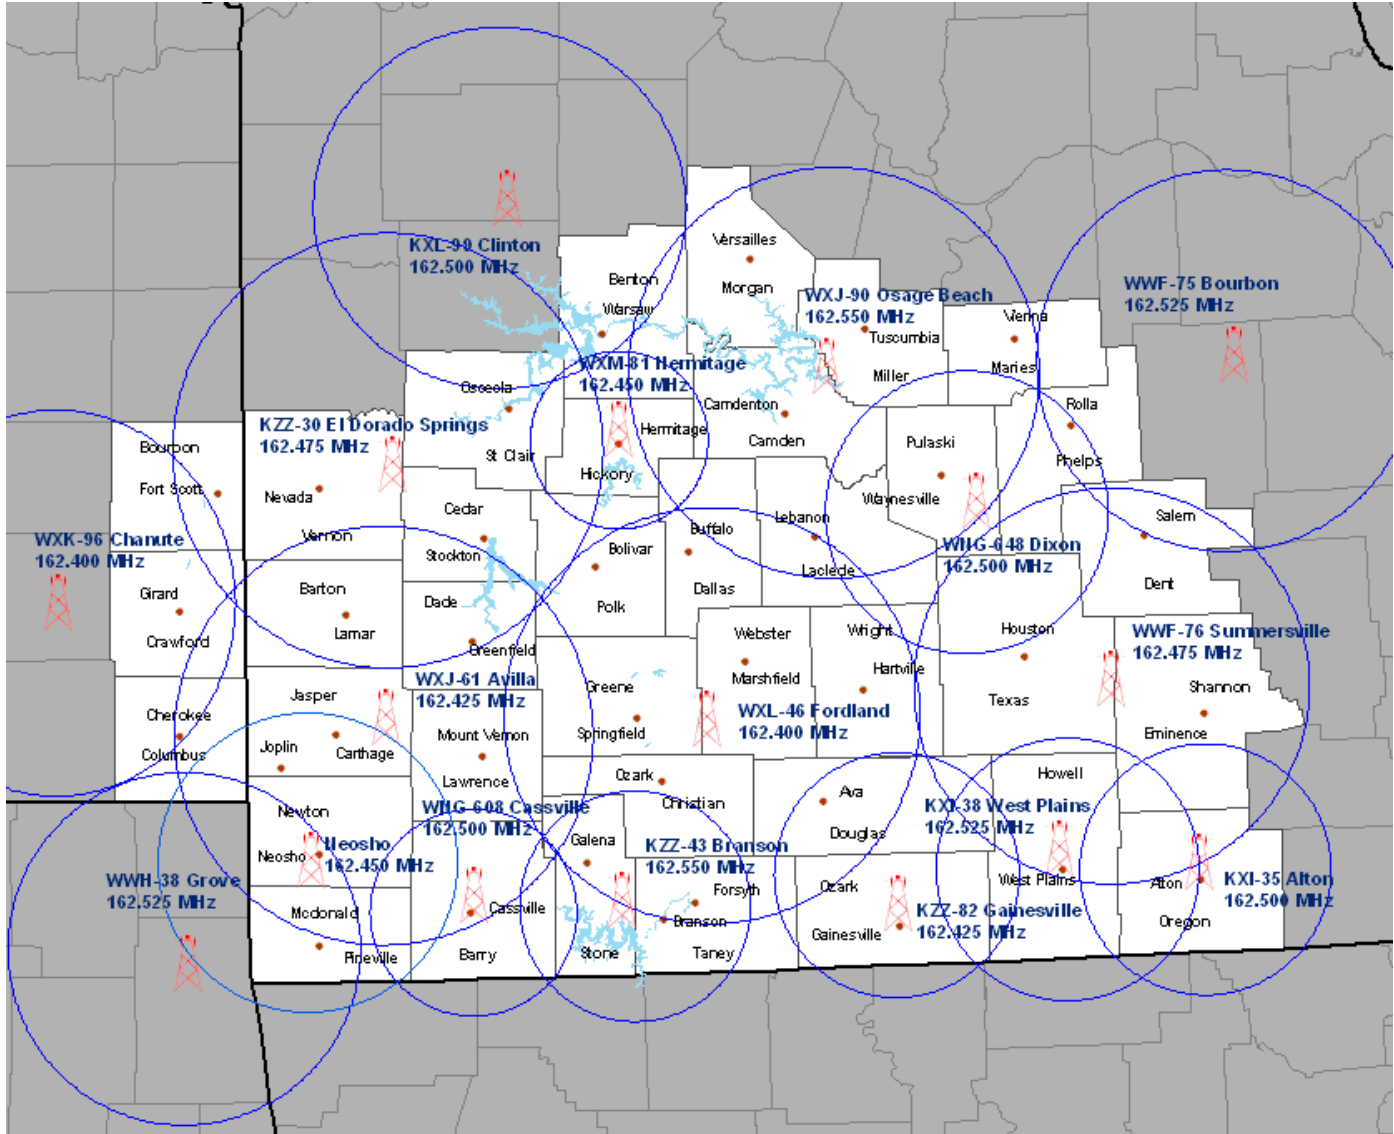 Versailles
KXL-99 Clinton
162.500 MHz
Benton
Morgan
WXJ-90 Osage Beach
162.550 MHz
WWF-75 Bourbon
162.525 MHz
Warsaw
Vienna
Tuscumbia
Maries
Miller
WXM-81 Hermitage
162.450 MHz
Osceola
Camdenton
Rolla
KZZ-30 El Dorado Springs
162.475 MHz
Hermitage
Camden
Pulaski
Bourbon
St Clair
Phelps
Hickory
Fort Scott
Nevada
Waynesville
Cedar
Lebanon
Salem
Buffalo
Vernon
WXK-96 Chanute
162.400 MHz
Stockton
Bolivar
WNG-648 Dixon
162.500 MHz
Laclede
Dent
Girard
Barton
Dade
Dallas
Polk
Lamar
Crawford
Webster
Wright
Houston
WWF-76 Summersville
162.475 MHz
Greenfield
Marshfield
Hartville
WXJ-61 Avilla
162.425 MHz
Jasper
Greene
Shannon
Texas
Cherokee
WXL-46 Fordland
162.400 MHz
Mount Vernon
Springfield
Eminence
Joplin
Carthage
Columbus
Lawrence
Ozark
Howell
Christian
Ava
Newton
WNG-608 Cassville
162.500 MHz
KXI-38 West Plains
162.525 MHz
Douglas
Galena
KZZ-43 Branson
162.550 MHz
Neosho
162.450 MHz
Neosho
WWH-38 Grove
162.525 MHz
West Plains
Alton
KXI-35 Alton
162.500 MHz
Forsyth
Ozark
Mcdonald
Cassville
KZZ-82 Gainesville
162.425 MHz
Branson
Oregon
Gainesville
Pineville
Barry
Stone
Taney